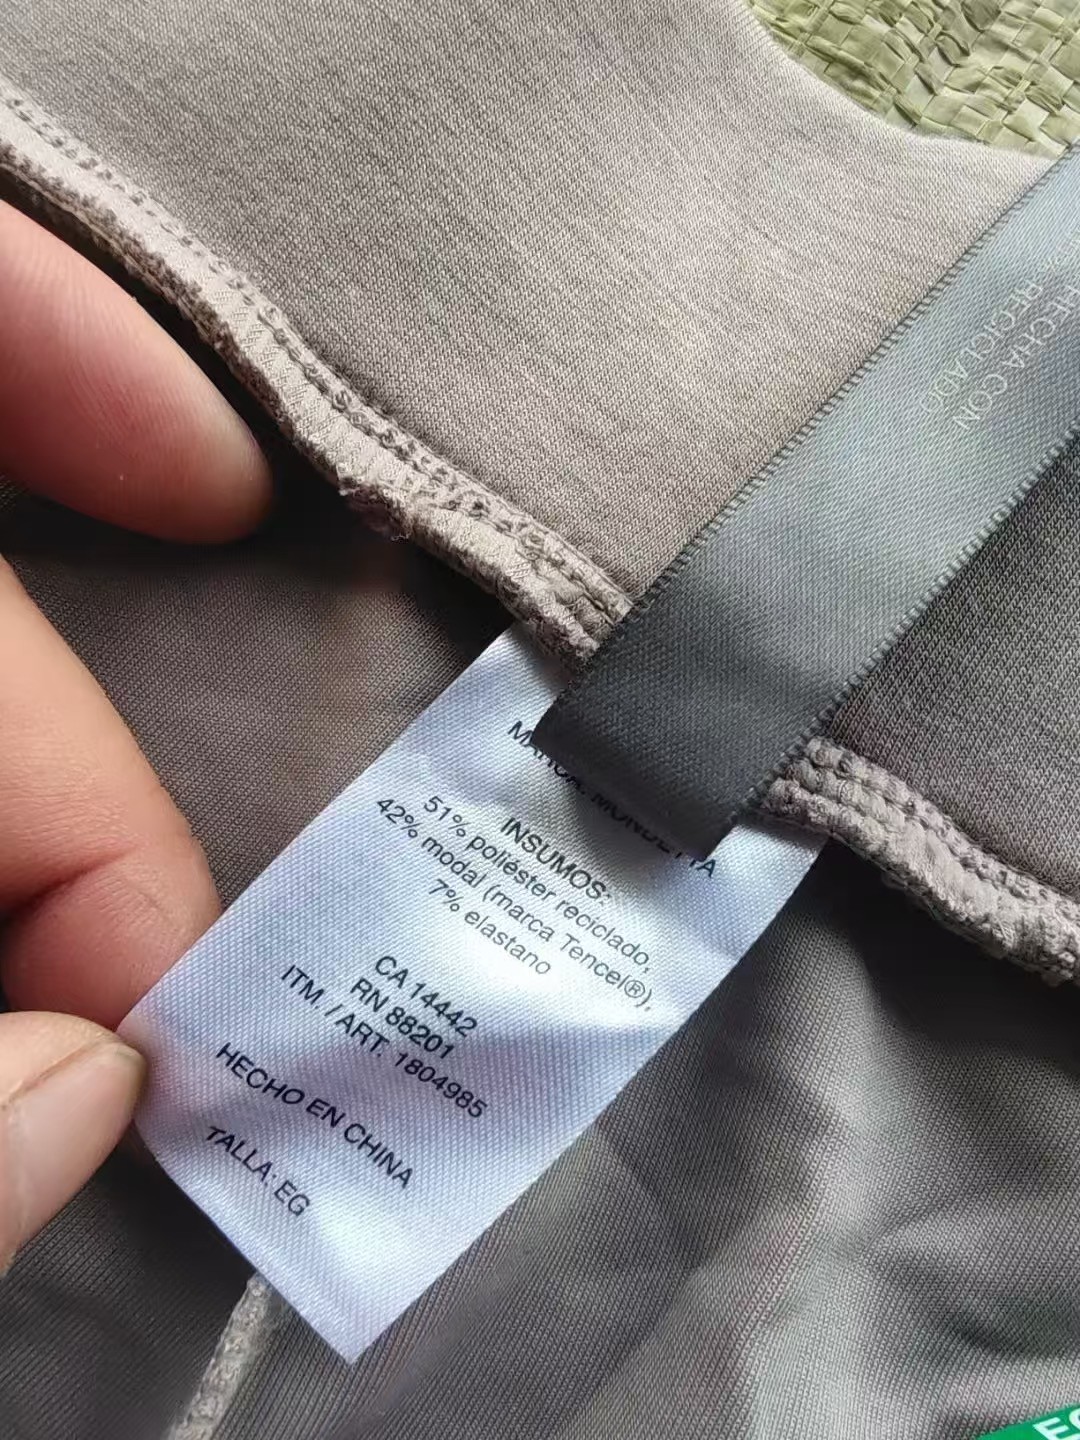 HECHA CON
RECICLADO
MARCA: MONDETTA
INSUMOS:
51% poliéster reciclado,
42% modal (marca Tencel®),
7% elastano
CA 14442
RN 88201
ITM. / ART. 1804985
HECHO EN CHINA
TALLA: EG